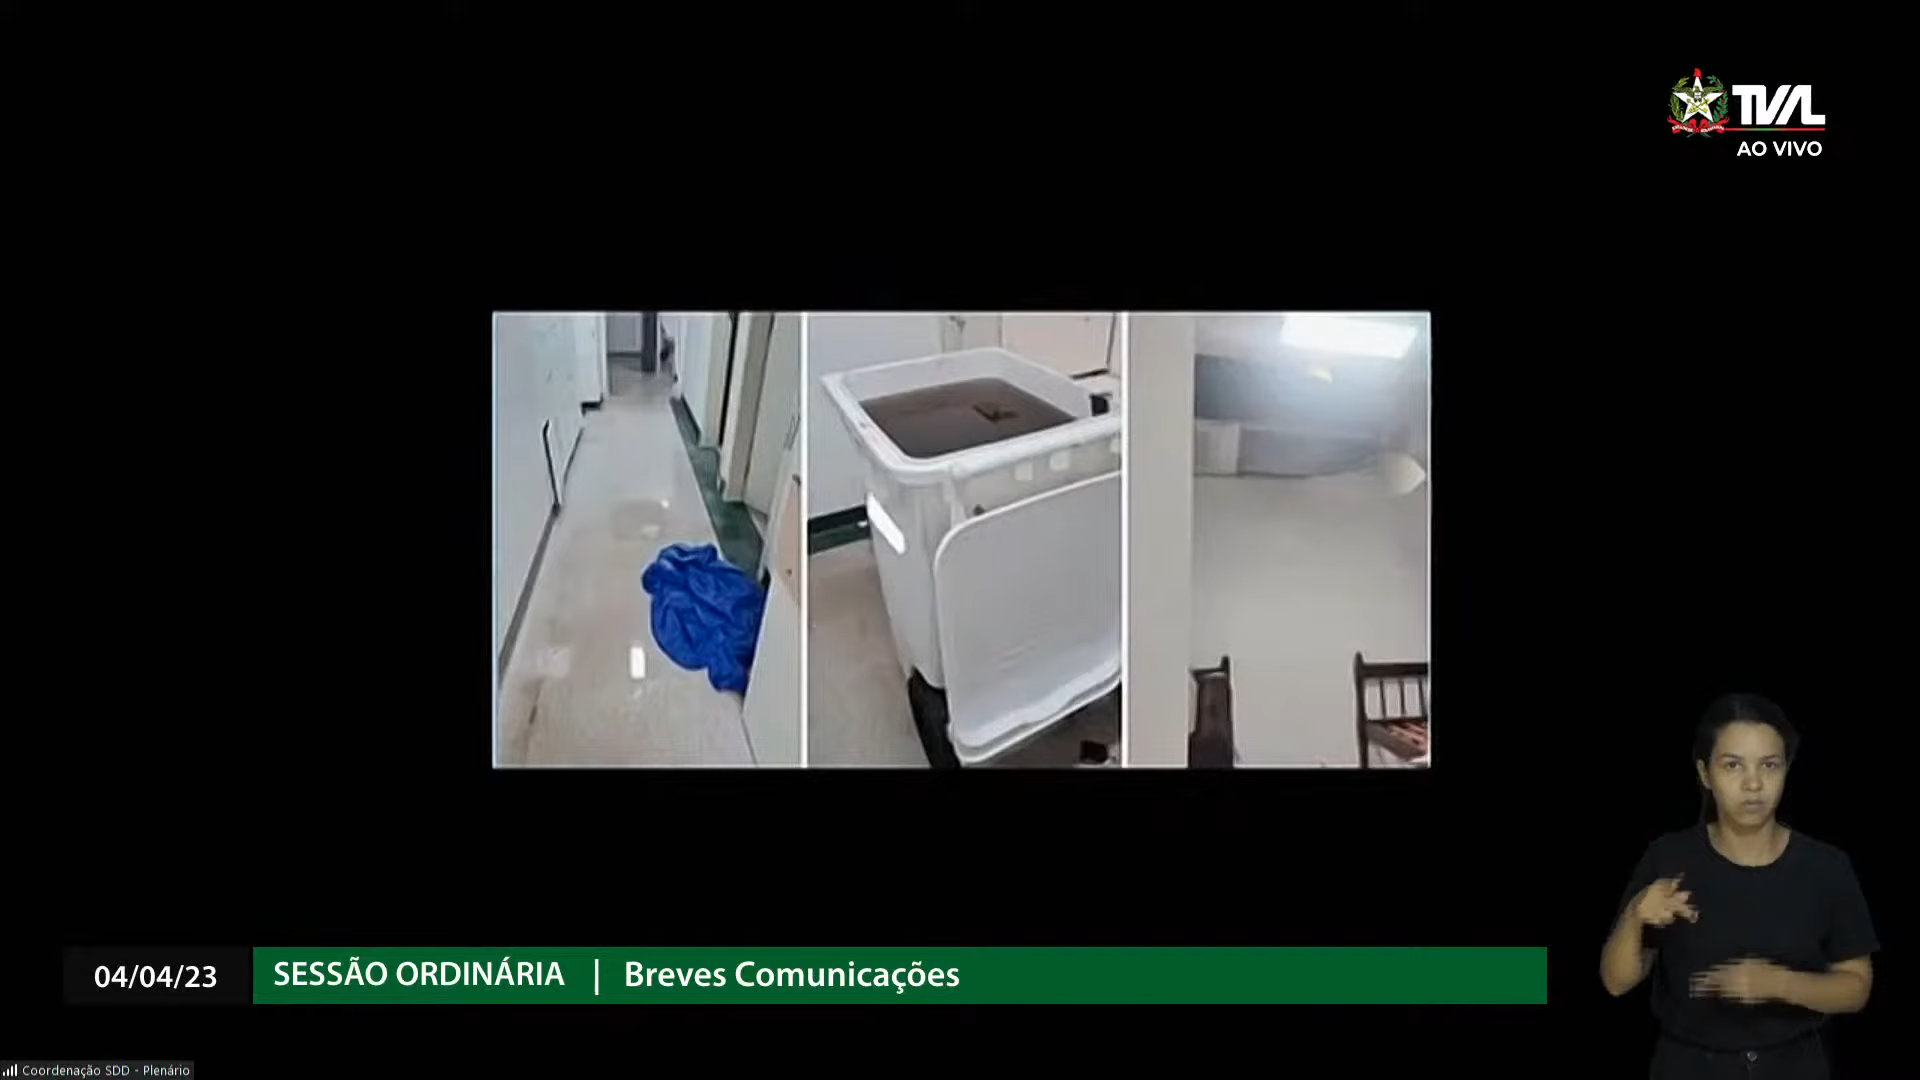 TVAL
AO VIVO
04/04/23
SESSÃO ORDINÁRIA | Breves Comunicações
Coordenação SDD - Plenário